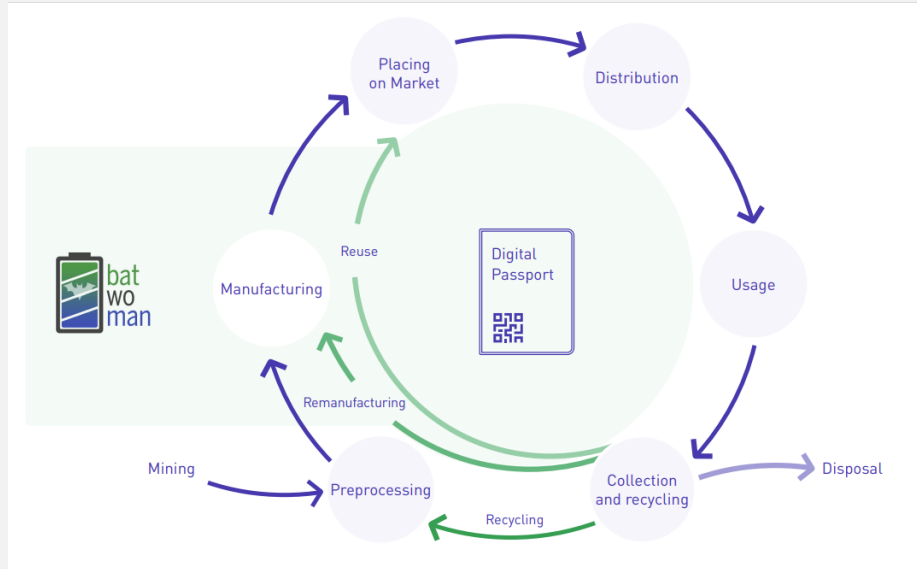 Placing
on Market
Distribution
Reuse
Digital
Passport
bat
wo
man
Manufacturing
Usage
Remanufacturing
Mining
Preprocessing
Collection
and recycling
Disposal
Recycling